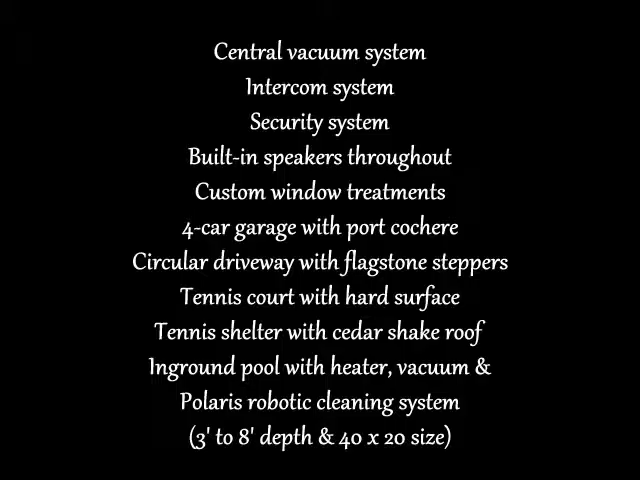 Central vacuum system
Intercom system
Security system
Built-in speakers throughout
Custom window treatments
4-car garage with port cochere
Circular driveway with flagstone steppers
Tennis court with hard surface
Tennis shelter with cedar shake roof
Inground pool with heater, vacuum &
Polaris robotic cleaning system
(3' to 8' depth & 40 x 20 size)